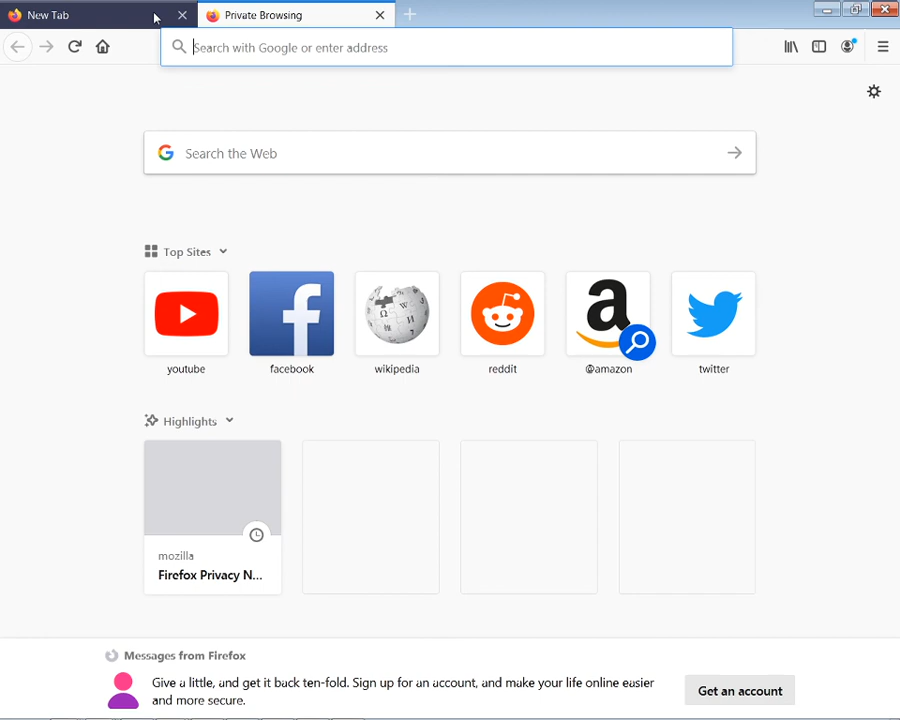 New Tab
Private Browsing
Search with Google or enter address
Search the Web
Top Sites
youtube
facebook
wikipedia
reddit
@amazon
twitter
Highlights
mozilla
Firefox Privacy N...
Messages from Firefox
Give a little, and get it back ten-fold. Sign up for an account, and make your life online easier
and more secure.
Get an account